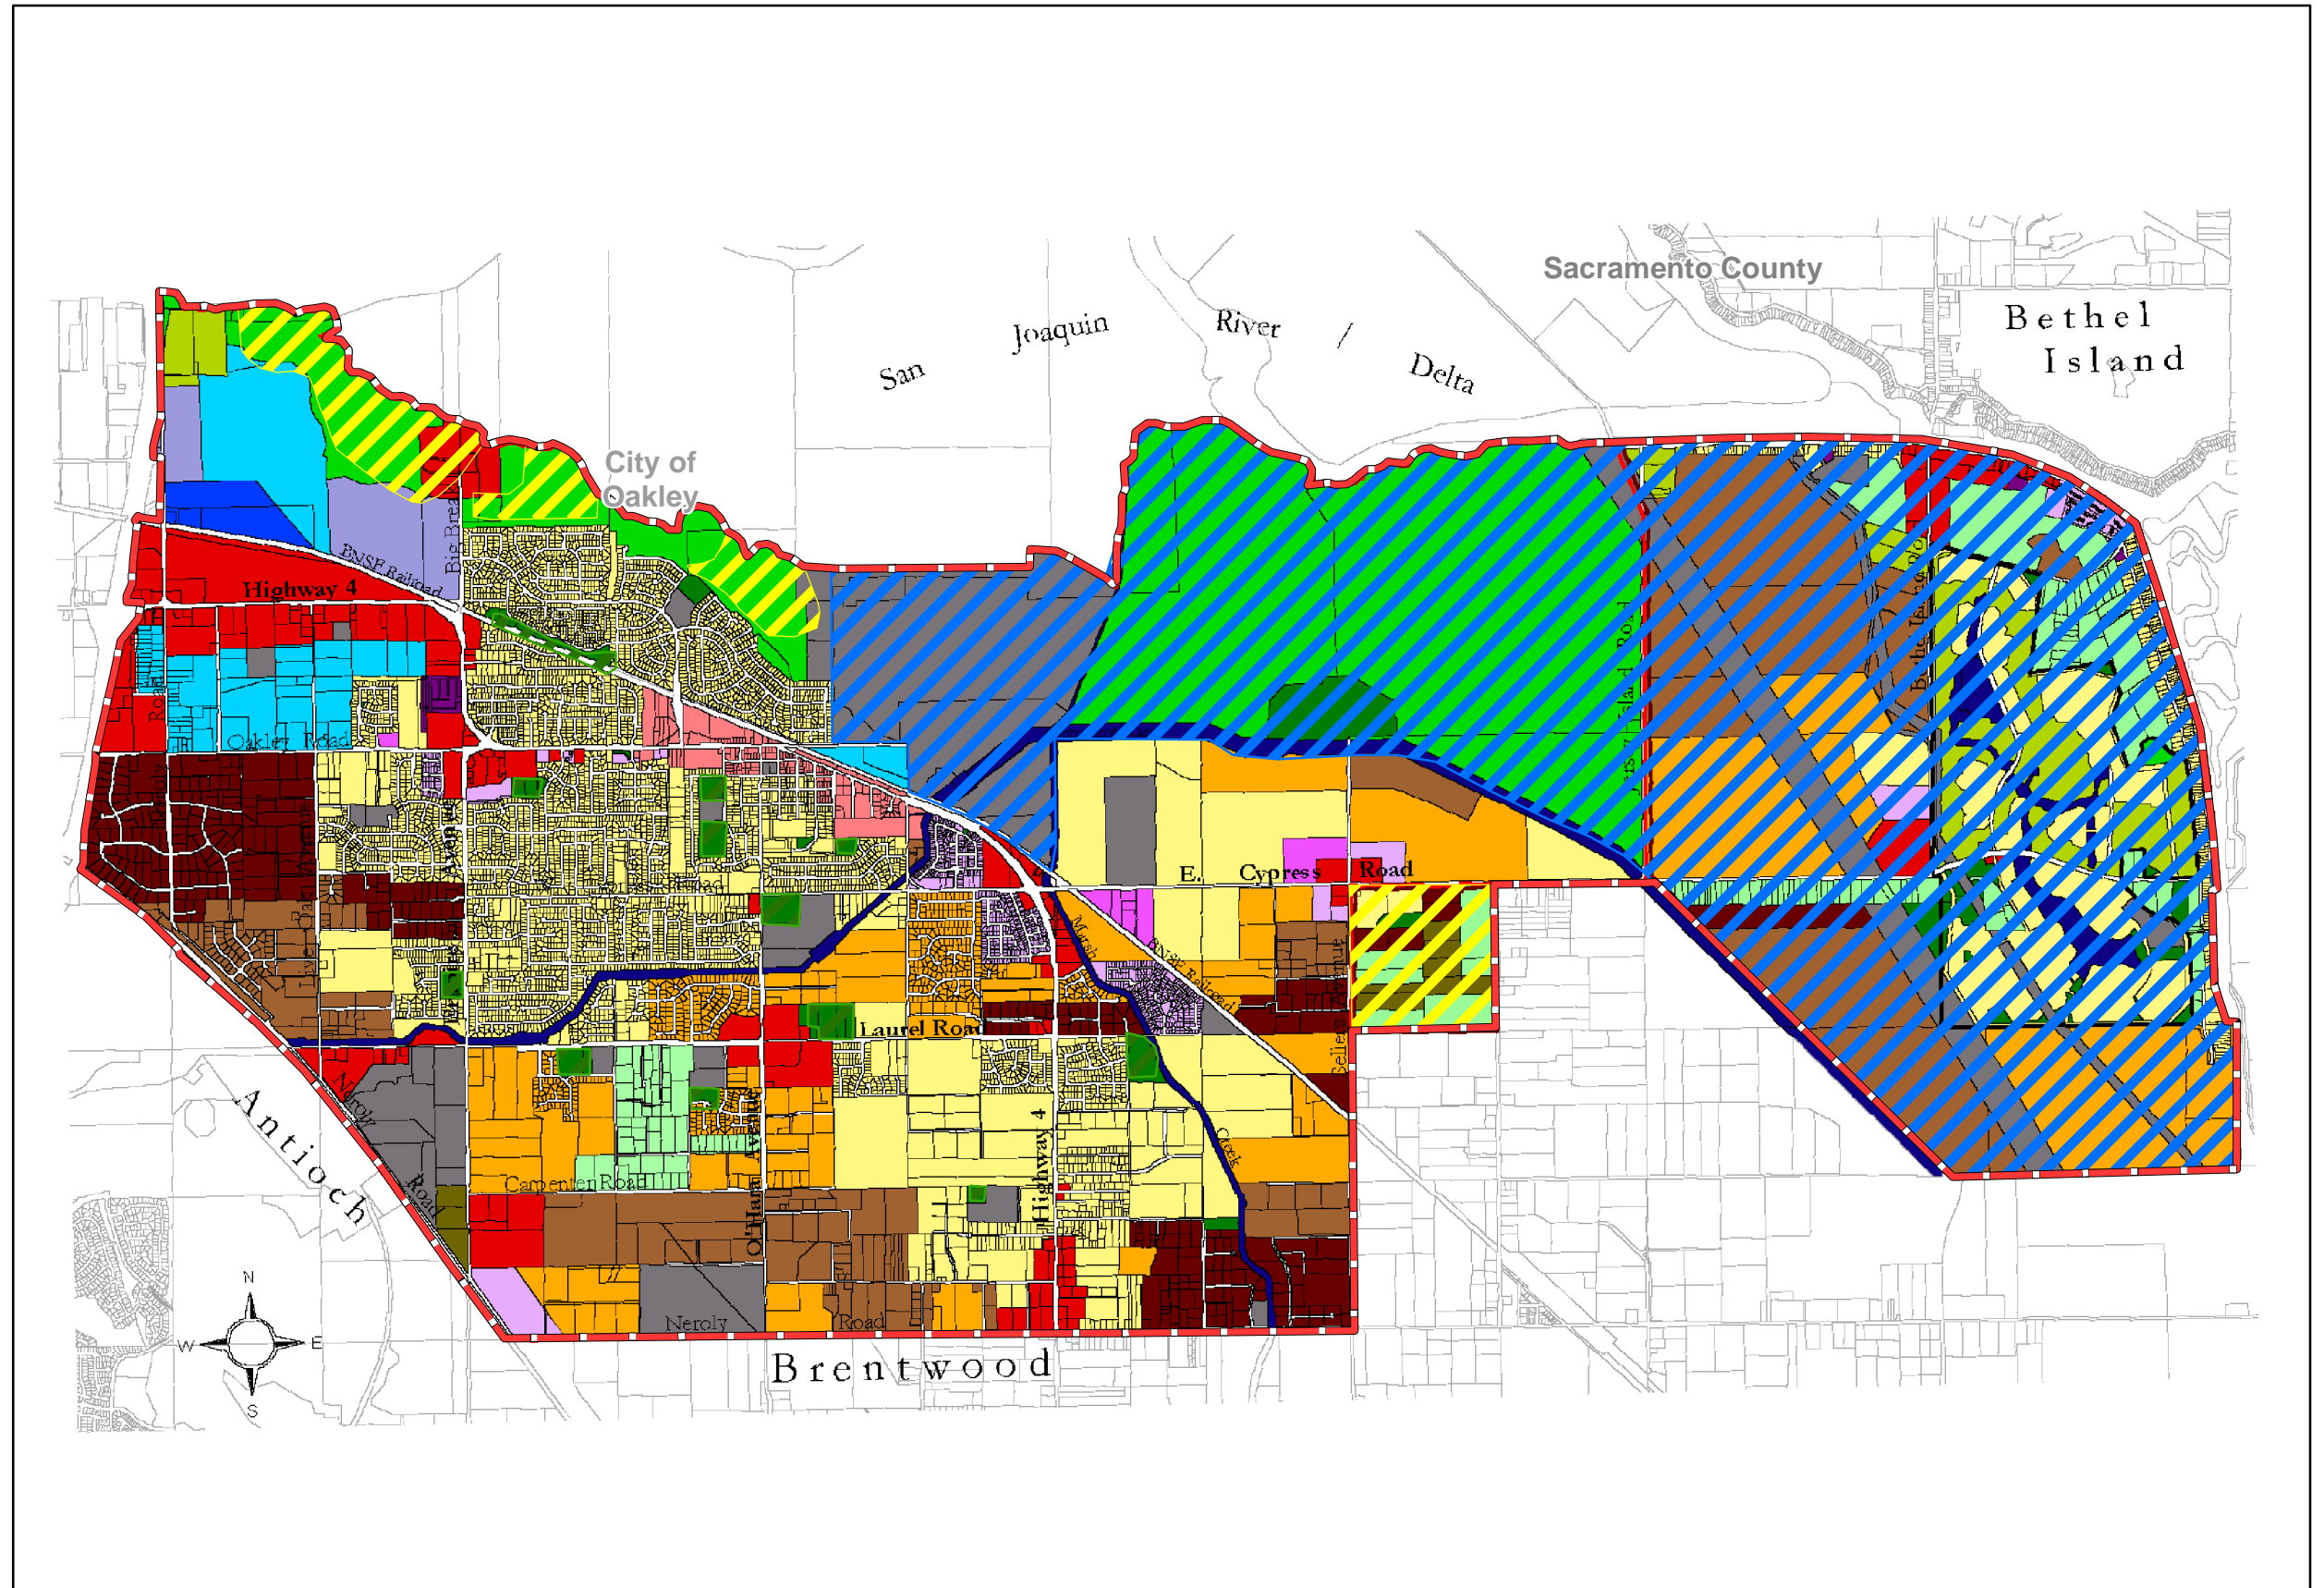 Sacramento County
Bethel
Island
San Joaquin River / Delta
City of
Oakley
BNSF Railroad
Highway 4
Oakley Road
E. Cypress Road
BNSF Railroad
Marsh
Creek
Laurel Road
Antioch
Neroly
Road
Carpenter Road
O'Hara Avenue
Highway 4
Neroly Road
Brentwood
N
W E
S